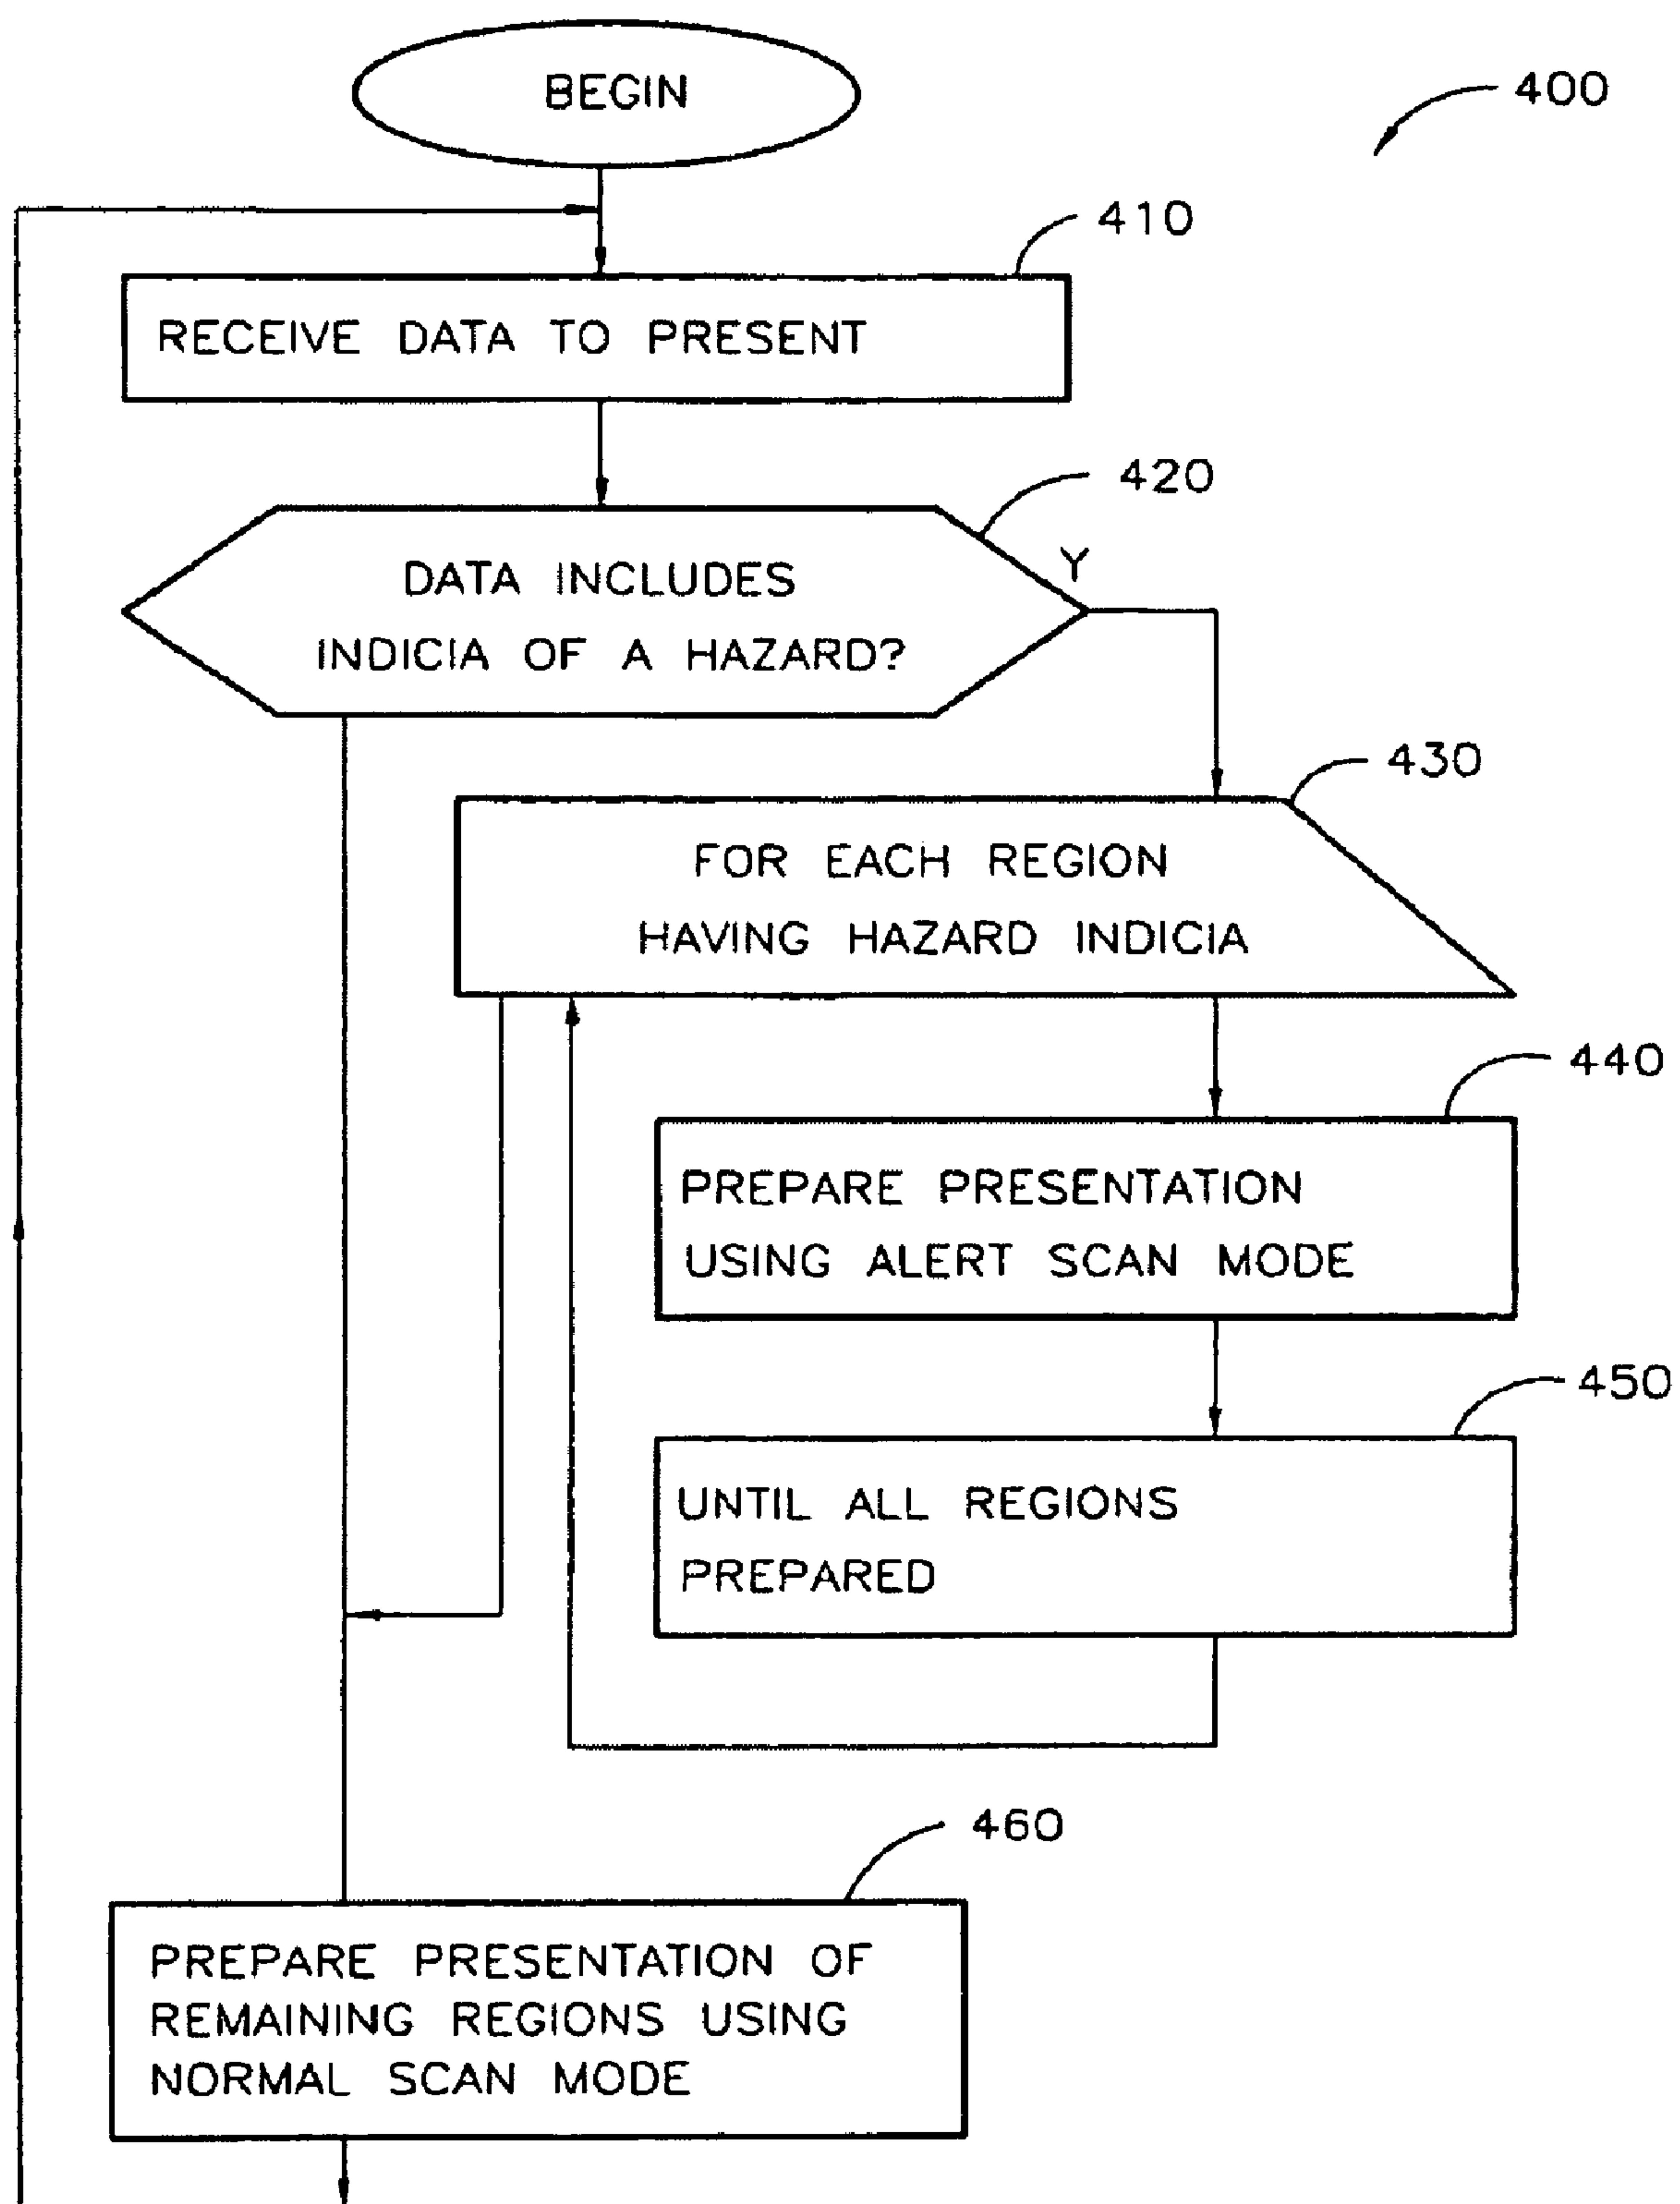 BEGIN
400
410
RECEIVE DATA TO PRESENT
420
Y
DATA INCLUDES
INDICIA OF A HAZARD?
430
FOR EACH REGION
HAVING HAZARD INDICIA
440
PREPARE PRESENTATION
USING ALERT SCAN MODE
450
UNTIL ALL REGIONS
PREPARED
460
PREPARE PRESENTATION OF
REMAINING REGIONS USING
NORMAL SCAN MODE